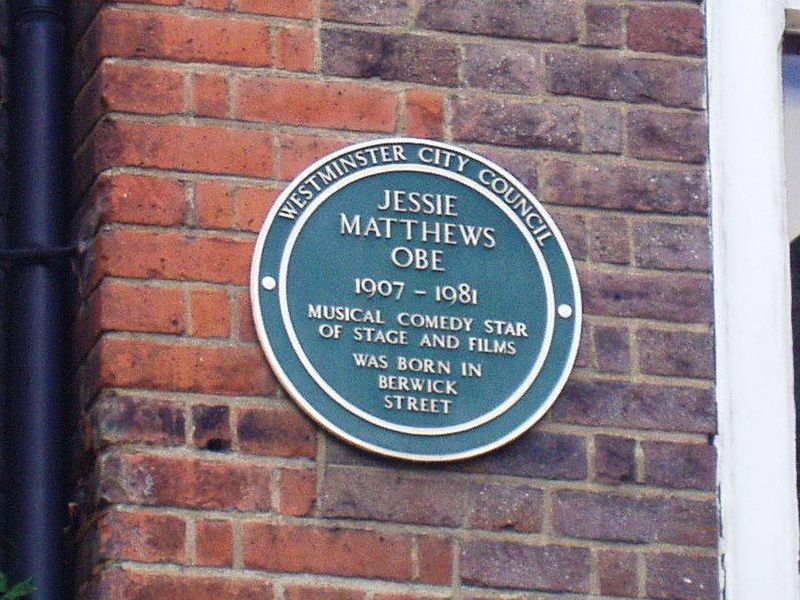 WESTMINSTER CITY COUNCIL
JESSIE
MATTHEWS
OBE
1907 - 1981
MUSICAL COMEDY STAR
OF STAGE AND FILMS
WAS BORN IN
BERWICK
STREET